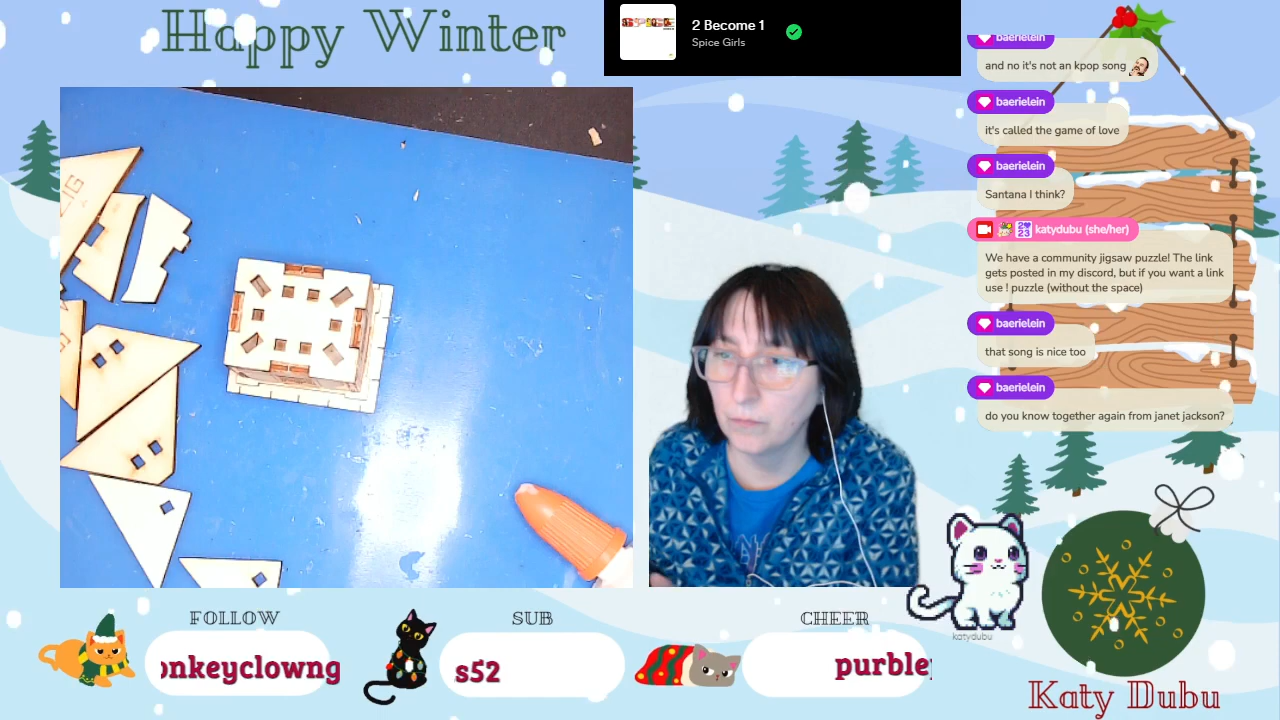 Happy Winter
2 Become 1
Spice Girls
baerielein
and no it's not an kpop song
baerielein
it's called the game of love
baerielein
Santana I think?
katydubu (she/her)
We have a community jigsaw puzzle! The link
gets posted in my discord, but if you want a link
use ! puzzle (without the space)
baerielein
that song is nice too
baerielein
do you know together again from janet jackson?
katydubu
FOLLOW
onkeyclowng
SUB
s52
CHEER
purble
Katy Dubu